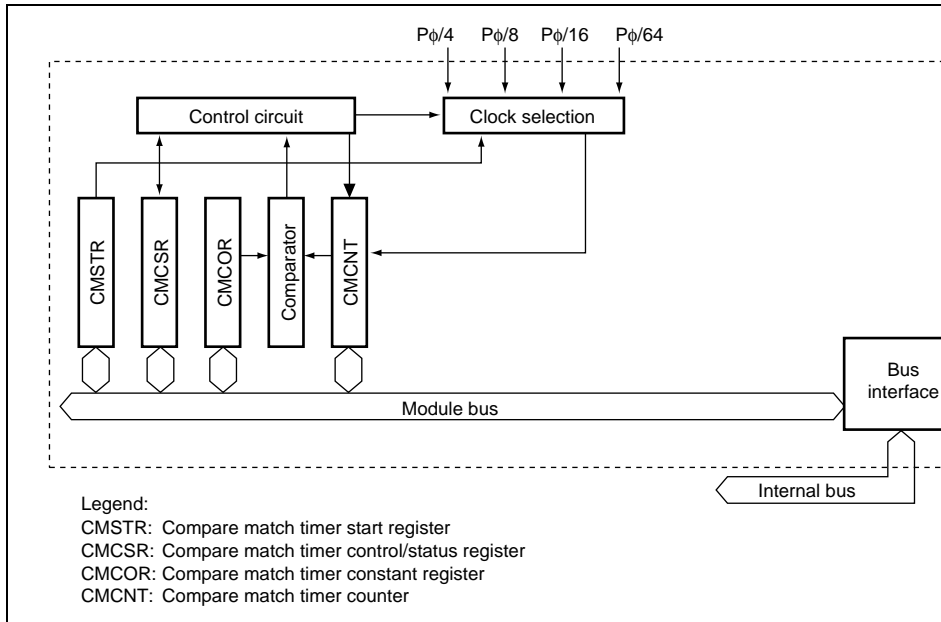 Pϕ/4 Pϕ/8 Pϕ/16 Pϕ/64
Control circuit
Clock selection
CMSTR
CMCSR
CMCOR
Comparator
CMCNT
Bus
interface
Module bus
Internal bus
Legend:
CMSTR: Compare match timer start register
CMCSR: Compare match timer control/status register
CMCOR: Compare match timer constant register
CMCNT: Compare match timer counter